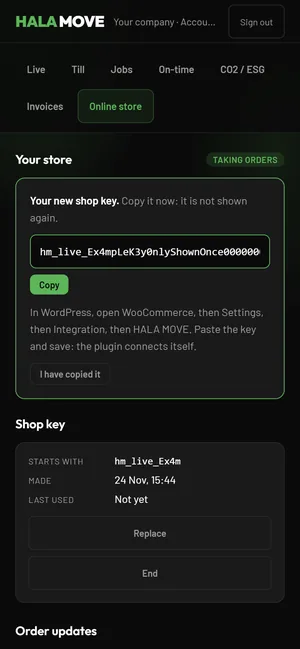 HALA MOVE Your company · Accou... Sign out
Live Till Jobs On-time CO2 / ESG
Invoices Online store
Your store TAKING ORDERS
Your new shop key. Copy it now: it is not shown
again.
hm_live_Ex4mpLeK3y0nlyShownOnce000000
Copy
In WordPress, open WooCommerce, then Settings,
then Integration, then HALA MOVE. Paste the key
and save: the plugin connects itself.
I have copied it
Shop key
STARTS WITH hm_live_Ex4m
MADE 24 Nov, 15:44
LAST USED Not yet
Replace
End
Order updates